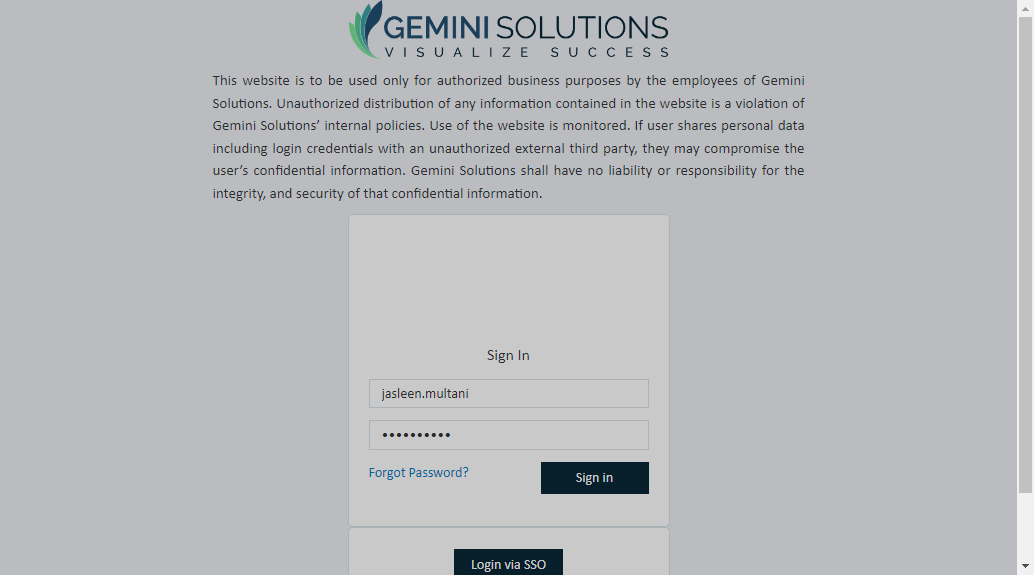 GEMINI SOLUTIONS
VISUALIZE SUCCESS
This website is to be used only for authorized business purposes by the employees of Gemini
Solutions. Unauthorized distribution of any information contained in the website is a violation of
Gemini Solutions’ internal policies. Use of the website is monitored. If user shares personal data
including login credentials with an unauthorized external third party, they may compromise the
user’s confidential information. Gemini Solutions shall have no liability or responsibility for the
integrity, and security of that confidential information.
Sign In
jasleen.multani
••••••••••
Forgot Password?
Sign in
Login via SSO